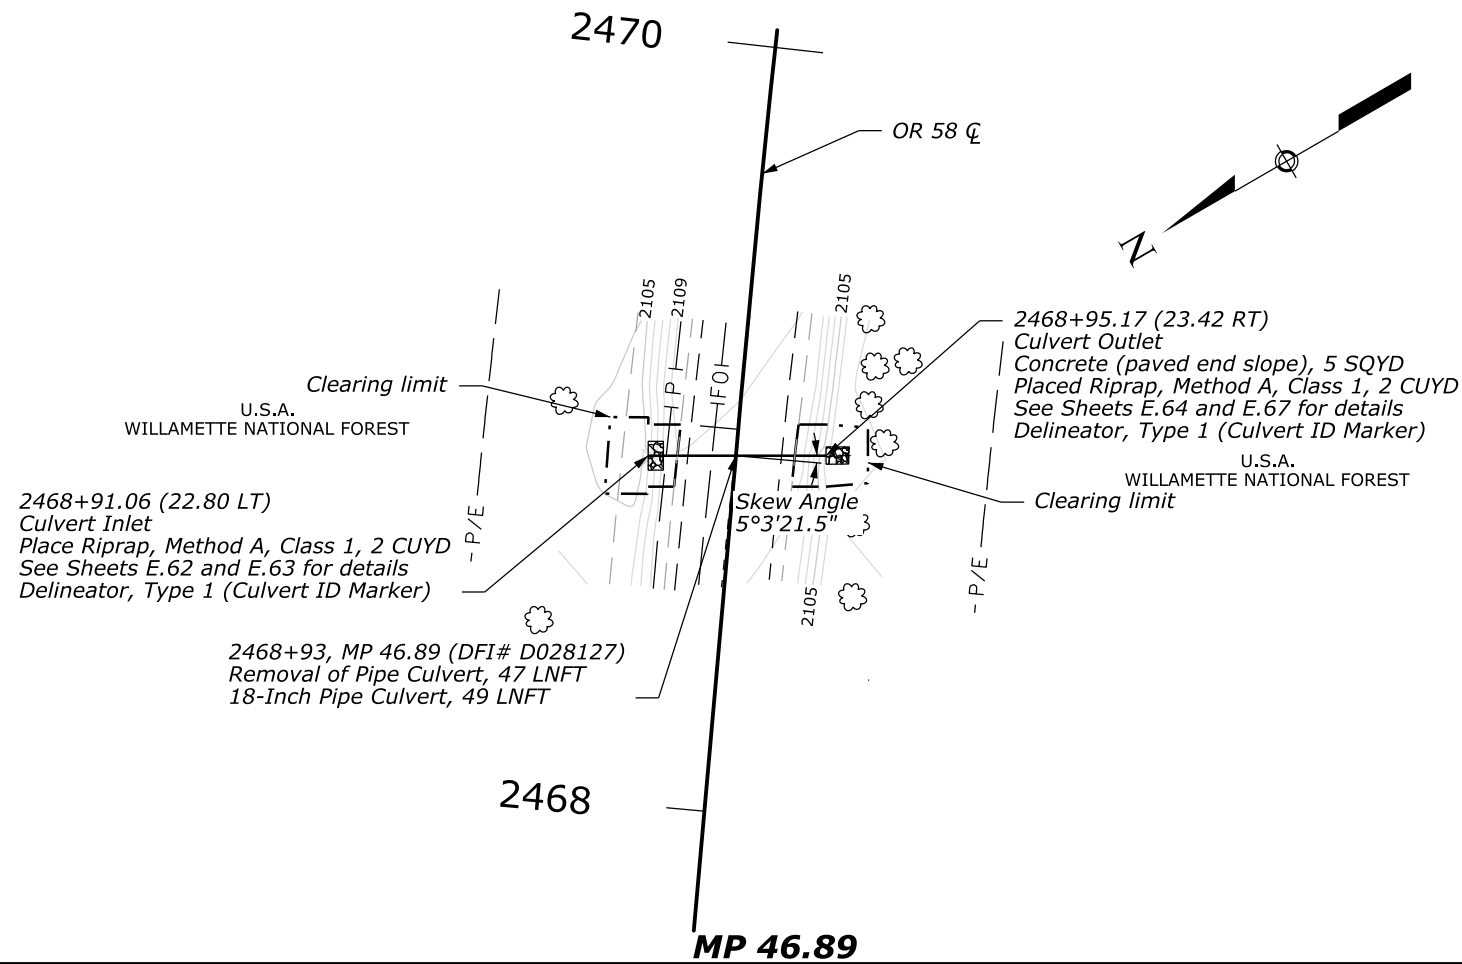 2470
OR 58 ℄
N
2105
2109
2105
2468+95.17 (23.42 RT)
Culvert Outlet
Concrete (paved end slope), 5 SQYD
Placed Riprap, Method A, Class 1, 2 CUYD
See Sheets E.64 and E.67 for details
Delineator, Type 1 (Culvert ID Marker)
Clearing limit
U.S.A.
WILLAMETTE NATIONAL FOREST
P
FO
U.S.A.
WILLAMETTE NATIONAL FOREST
Clearing limit
2468+91.06 (22.80 LT)
Culvert Inlet
Place Riprap, Method A, Class 1, 2 CUYD
See Sheets E.62 and E.63 for details
Delineator, Type 1 (Culvert ID Marker)
P/E
Skew Angle
5°3'21.5"
P/E
2105
2468+93, MP 46.89 (DFI# D028127)
Removal of Pipe Culvert, 47 LNFT
18-Inch Pipe Culvert, 49 LNFT
2468
MP 46.89